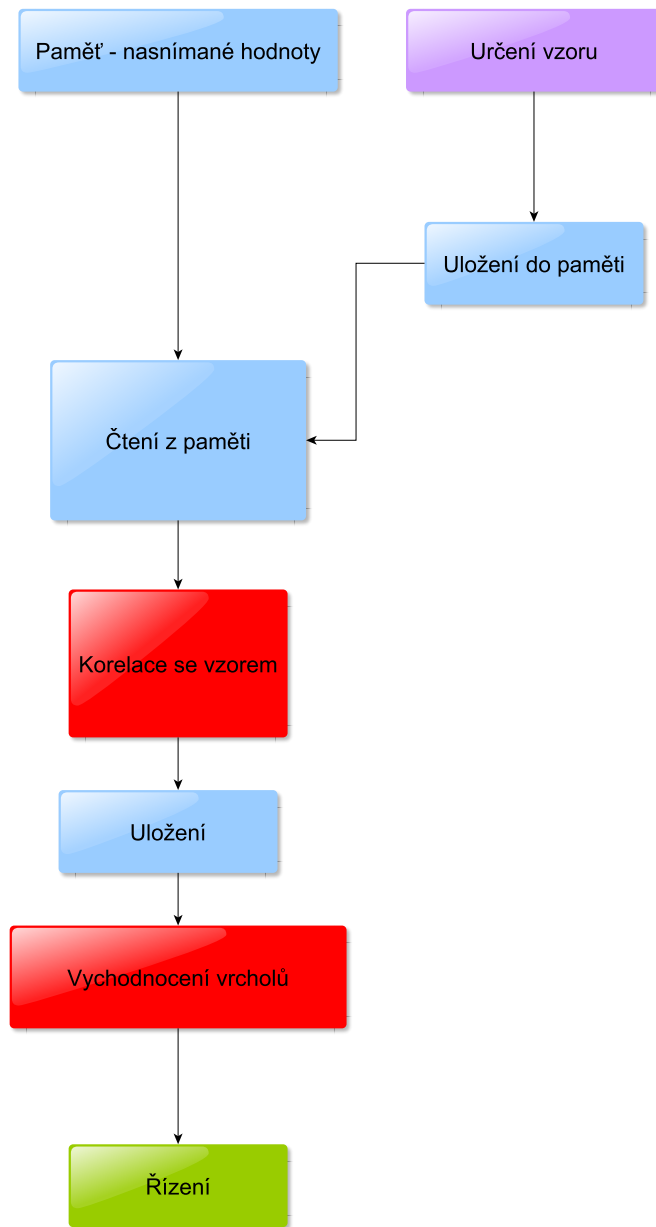 Paměť - nasnímané hodnoty
Určení vzoru
Uložení do paměti
Čtení z paměti
Korelace se vzorem
Uložení
Vychodnocení vrcholů
Řízení